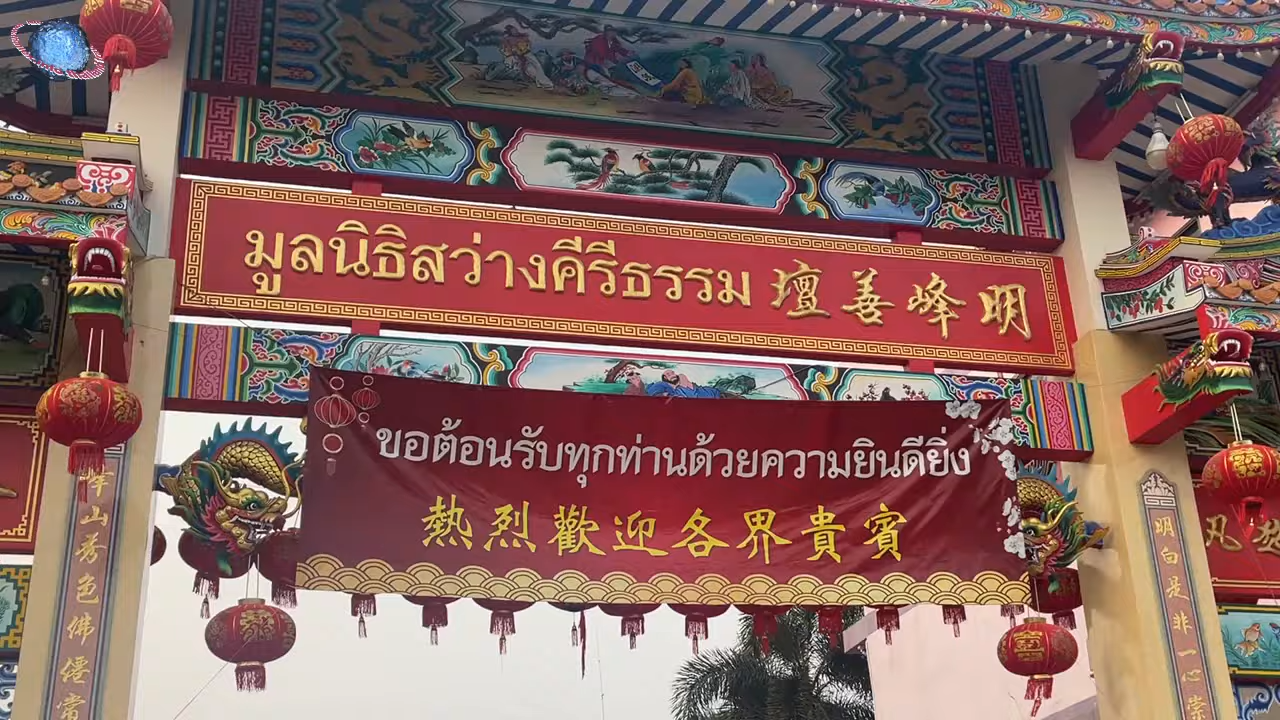 มูลนิธิสว่างคีรีธรรม 壇善峰明
ขอต้อนรับทุกท่านด้วยความยินดียิ่ง
熱烈歡迎各界貴賓
峰山秀色佛僊
明白是非一心